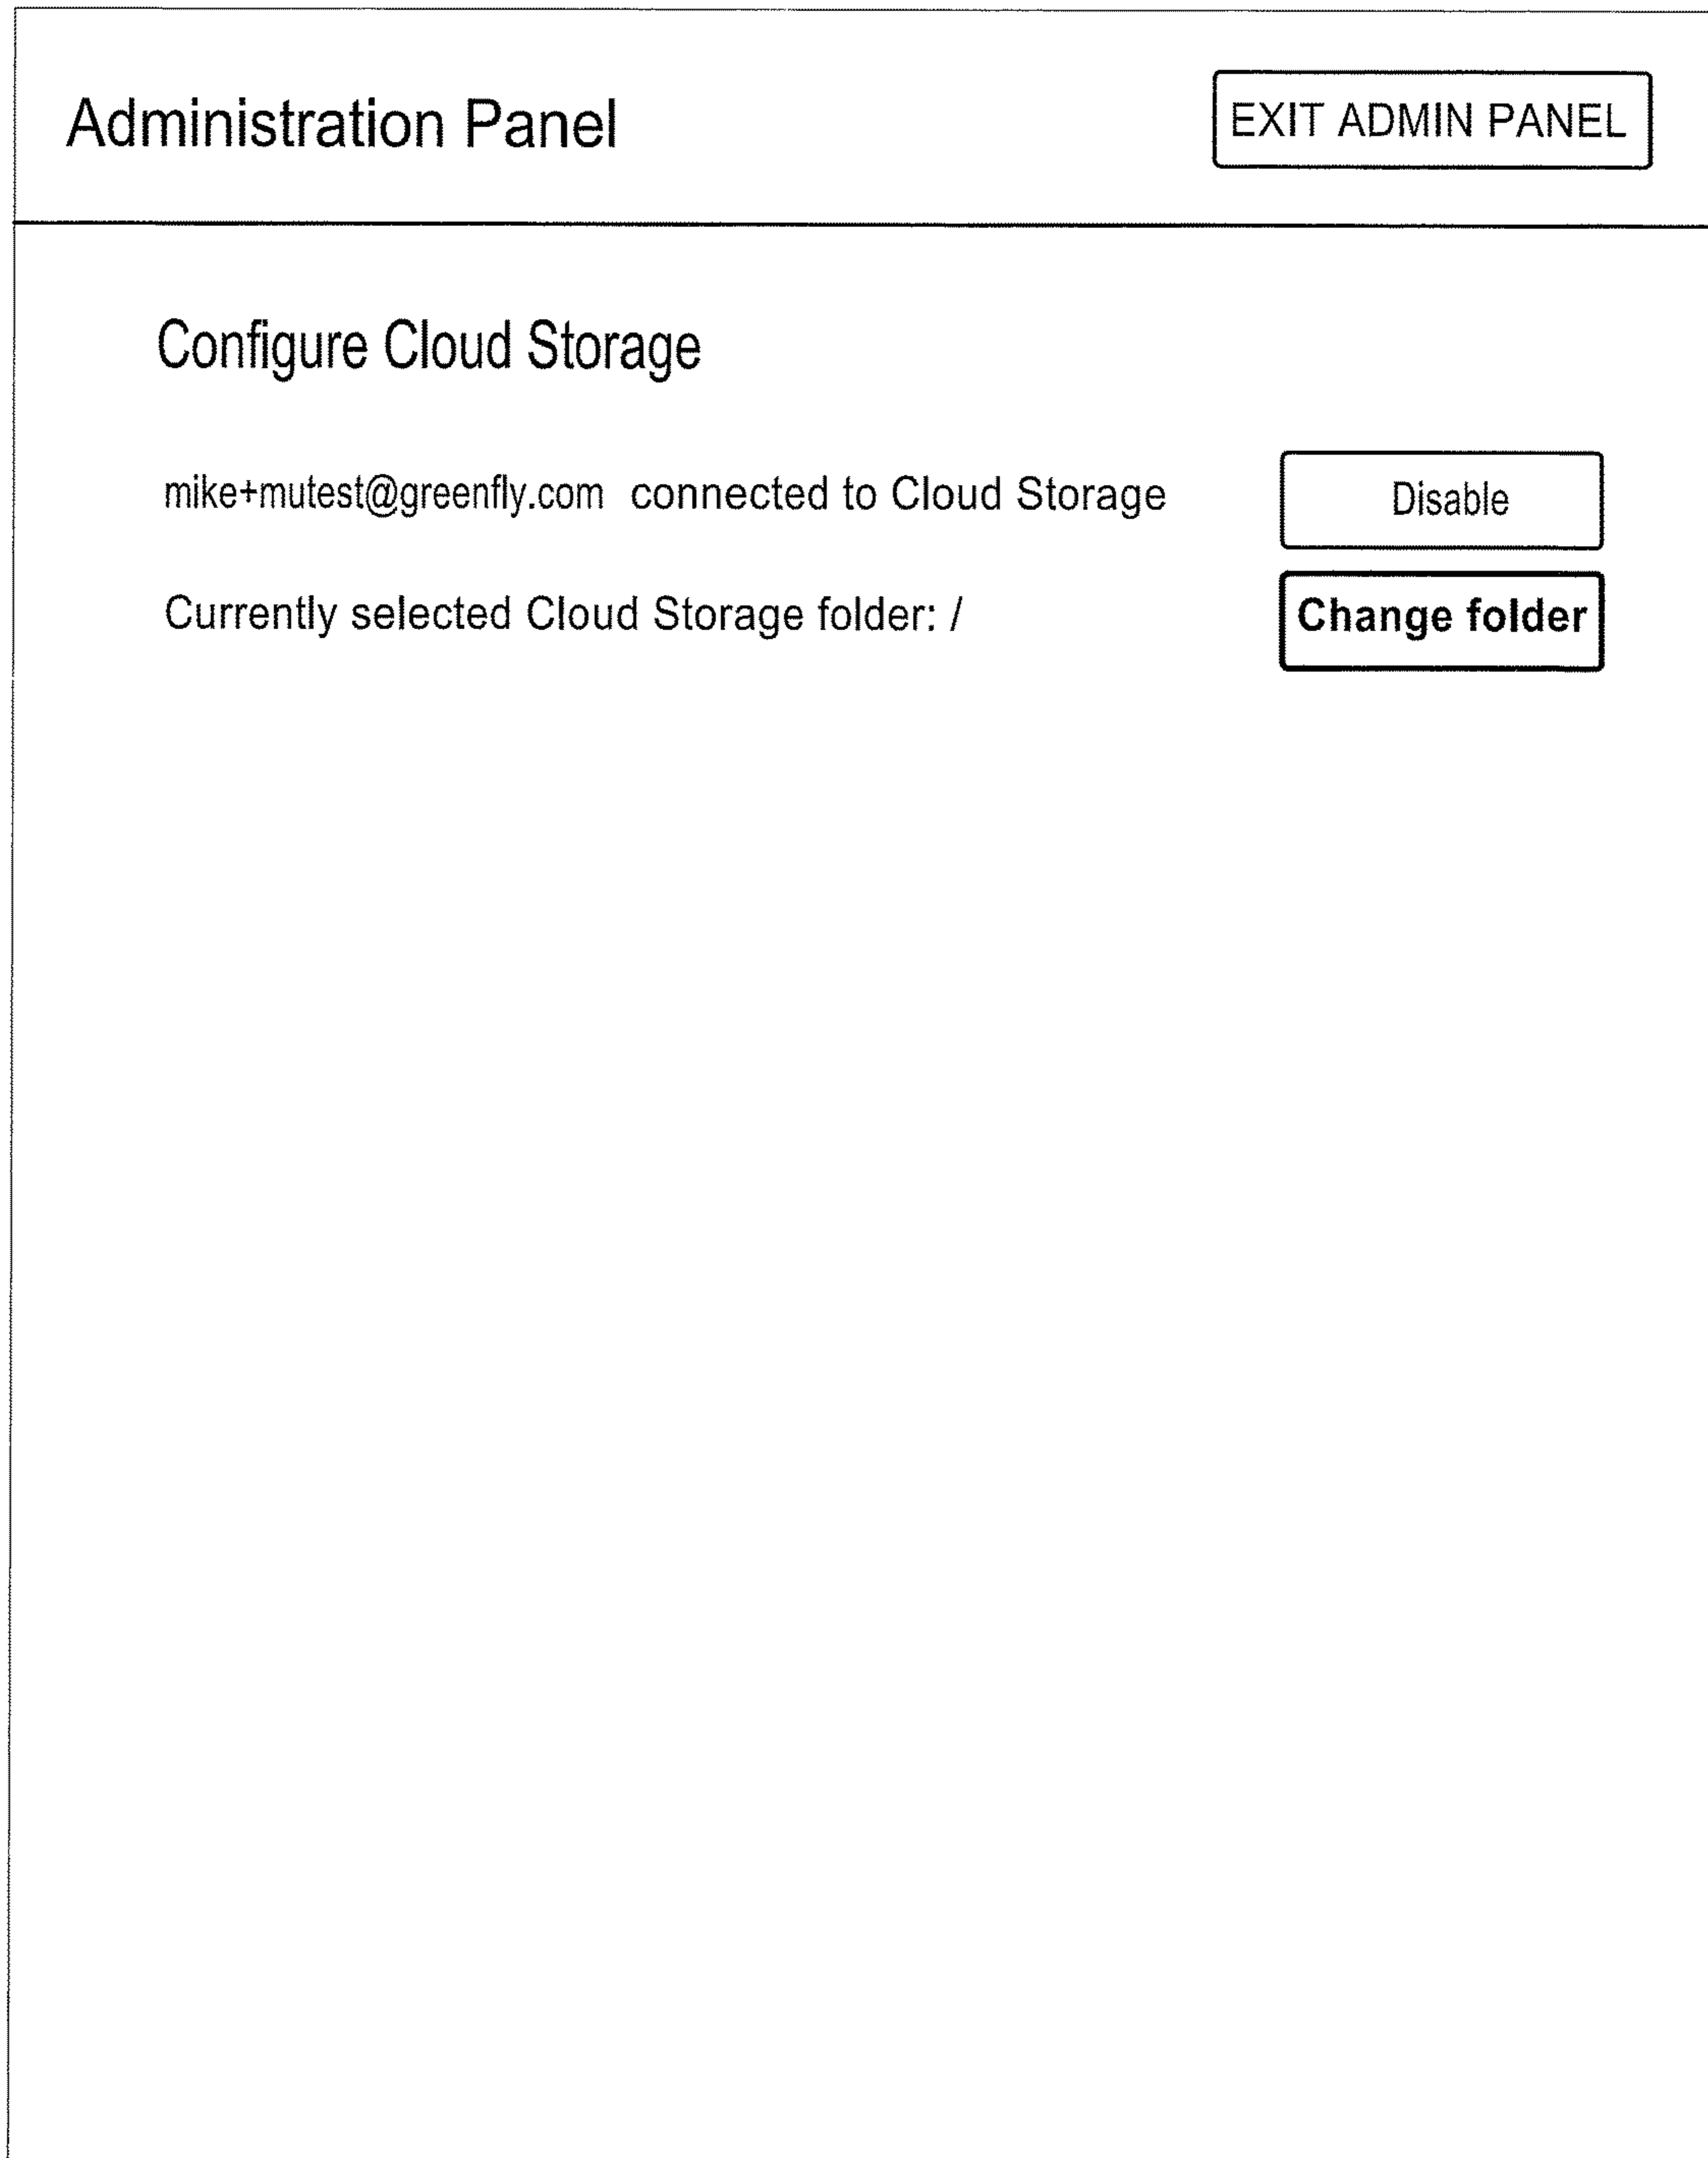 Administration Panel
EXIT ADMIN PANEL
Configure Cloud Storage
mike+mutest@greenfly.com connected to Cloud Storage
Disable
Currently selected Cloud Storage folder: /
Change folder